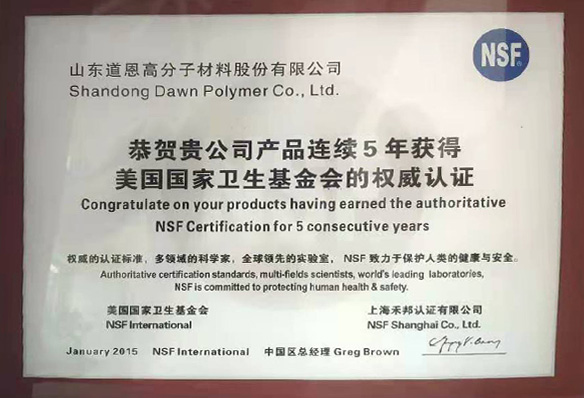 NSF
山东道恩高分子材料股份有限公司
Shandong Dawn Polymer Co., Ltd.
恭贺贵公司产品连续5年获得
美国国家卫生基金会的权威认证
Congratulate on your products having earned the authoritative
NSF Certification for 5 consecutive years
权威的认证标准，多领域的科学家，全球领先的实验室，NSF致力于保护人类的健康与安全。
Authoritative certification standards, multi-fields scientists, world's leading laboratories,
NSF is committed to protecting human health & safety.
美国国家卫生基金会 上海禾邦认证有限公司
NSF International NSF Shanghai Co., Ltd.
January 2015 NSF International 中国区总经理 Greg Brown